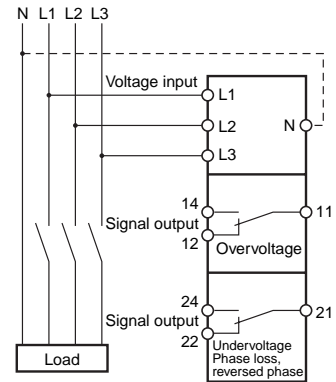 N L1 L2 L3
Voltage input
L1
L2
N
L3
14
11
Signal output
12
Overvoltage
24
21
Signal output
22
Undervoltage
Phase loss,
reversed phase
Load